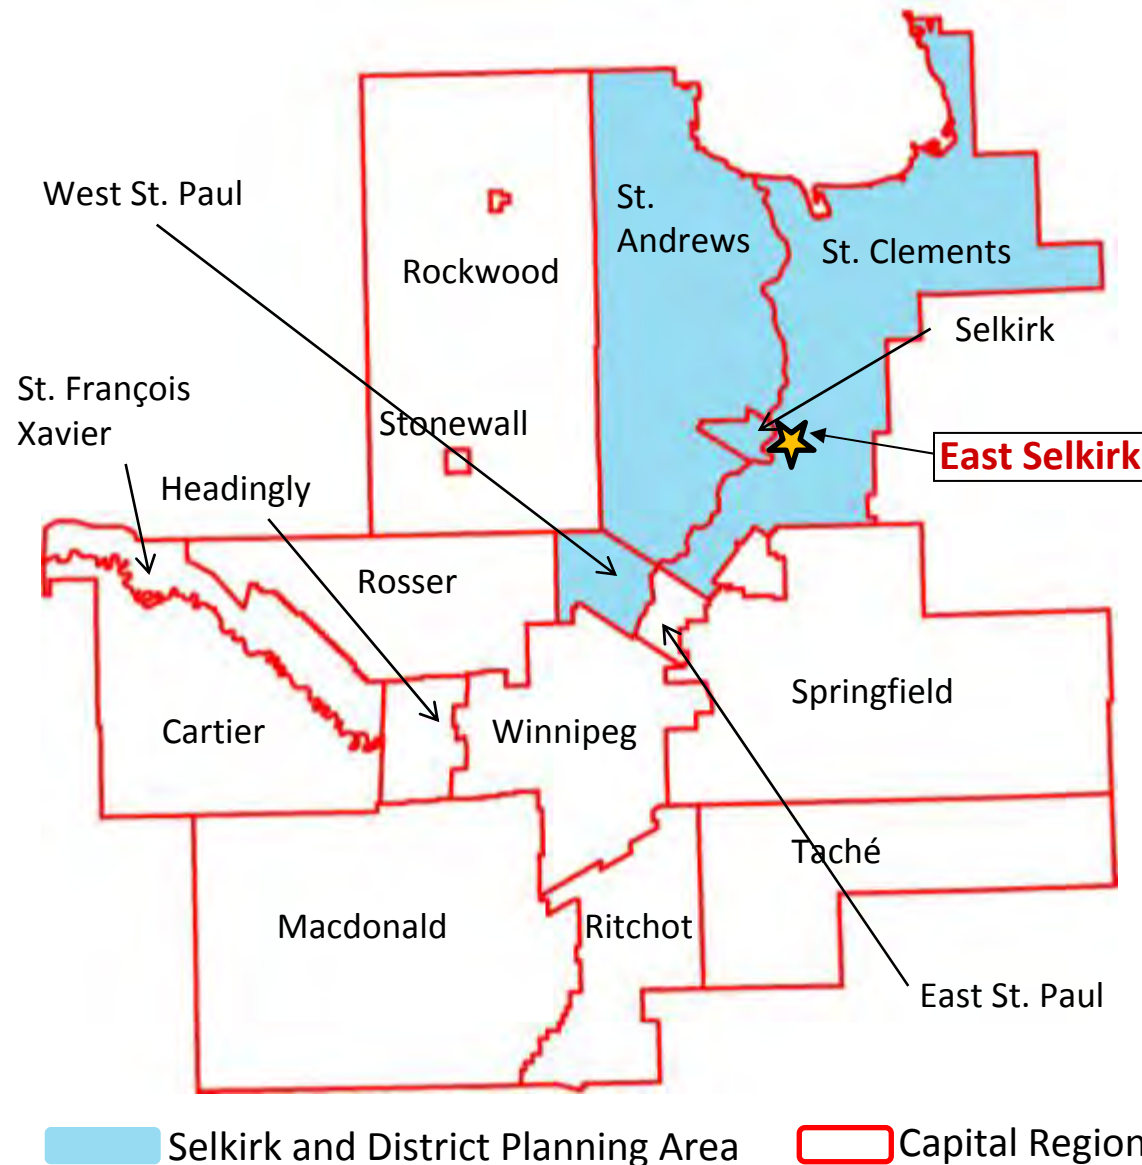 West St. Paul
St.
Andrews
St. Clements
Rockwood
Selkirk
St. François
Xavier
Stonewall
East Selkirk
Headingly
Rosser
Springfield
Cartier
Winnipeg
Taché
Macdonald
Ritchot
East St. Paul
Selkirk and District Planning Area
Capital Region